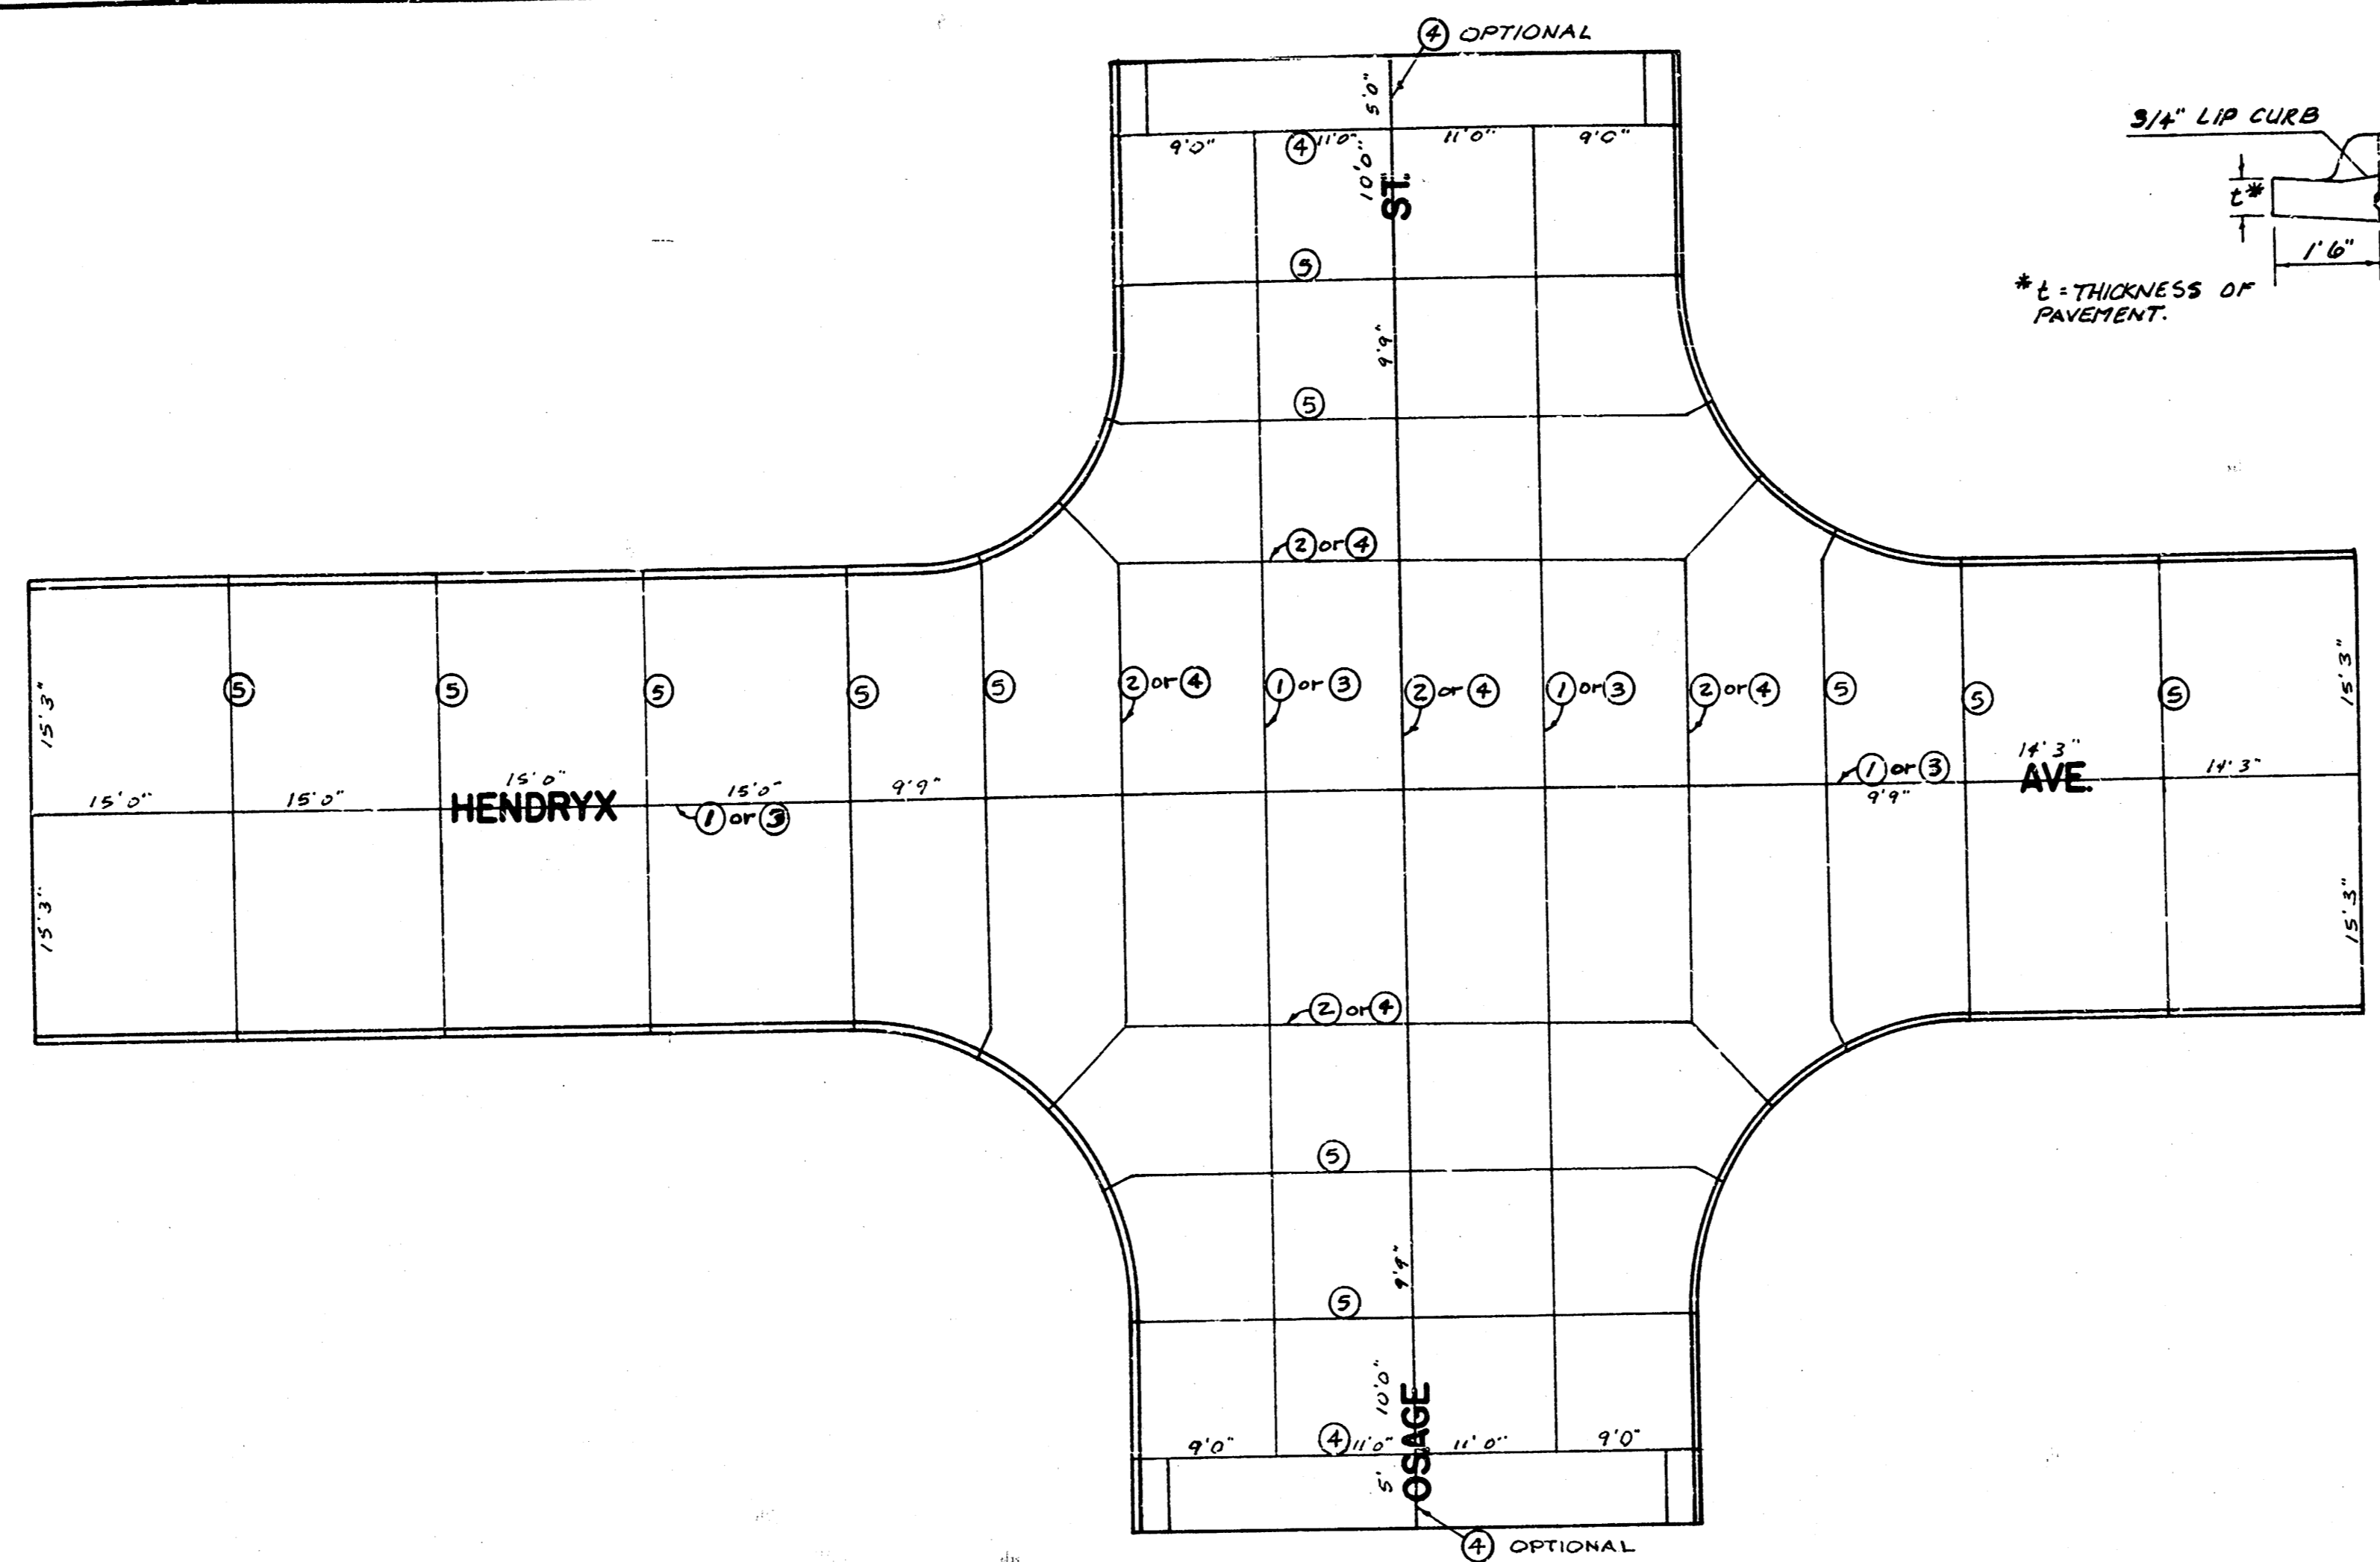 ④ OPTIONAL
5'0"
9'0" ④ 11'0" 11'0" 9'0"
10'0"
ST.
3/4" LIP CURB
t*
1'6"
* t = THICKNESS OF
PAVEMENT.
⑤
9'9"
⑤
② or ④
15'3" ⑤ ⑤ ⑤ ⑤ ⑤ ② or ④ ① or ③ ② or ④ ① or ③ ② or ④ ⑤ ⑤ ⑤ 15'3"
15'0" 15'0" 15'0" 15'0" 9'9" ① or ③ 9'9" 14'3" 14'3"
HENDRYX AVE.
① or ③
15'3" 15'3"
② or ④
⑤
9'9"
⑤
10'0"
9'0" ④ 11'0" 11'0" 9'0"
OSAGE
5'
④ OPTIONAL